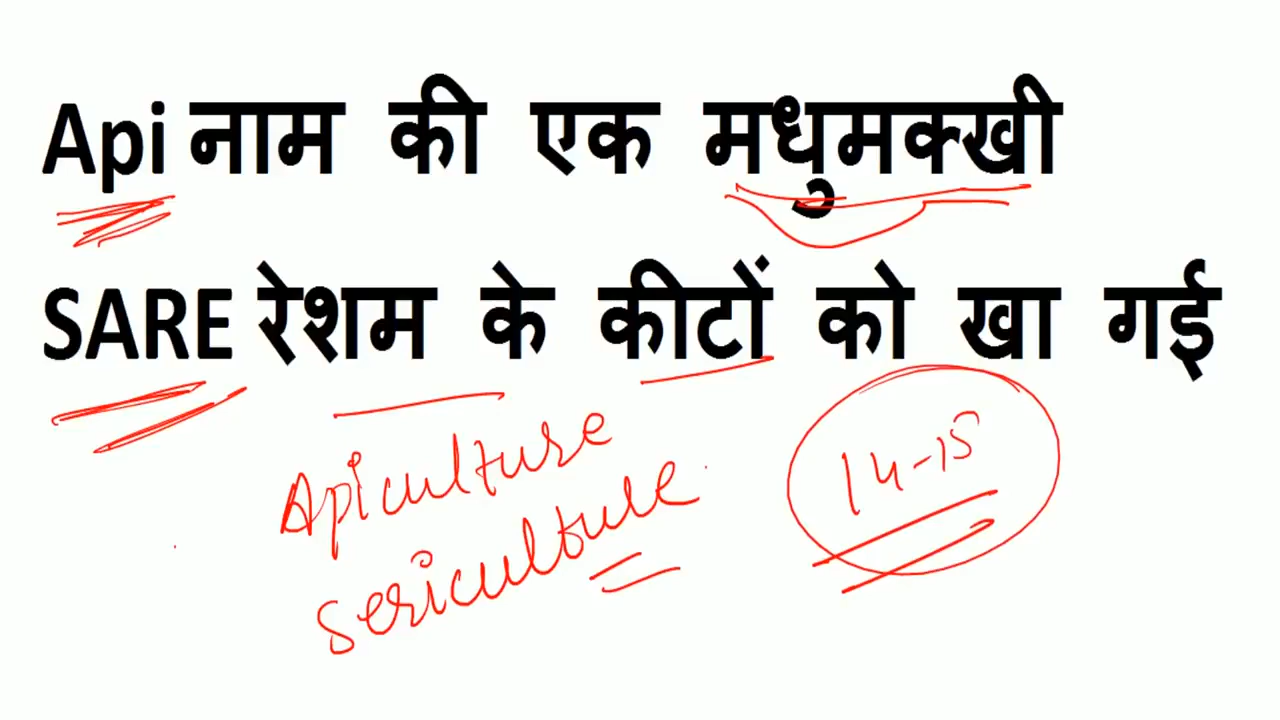 Api नाम की एक मधुमक्खी
SARE रेशम के कीटों को खा गई
Apiculture
sericulture
14-15